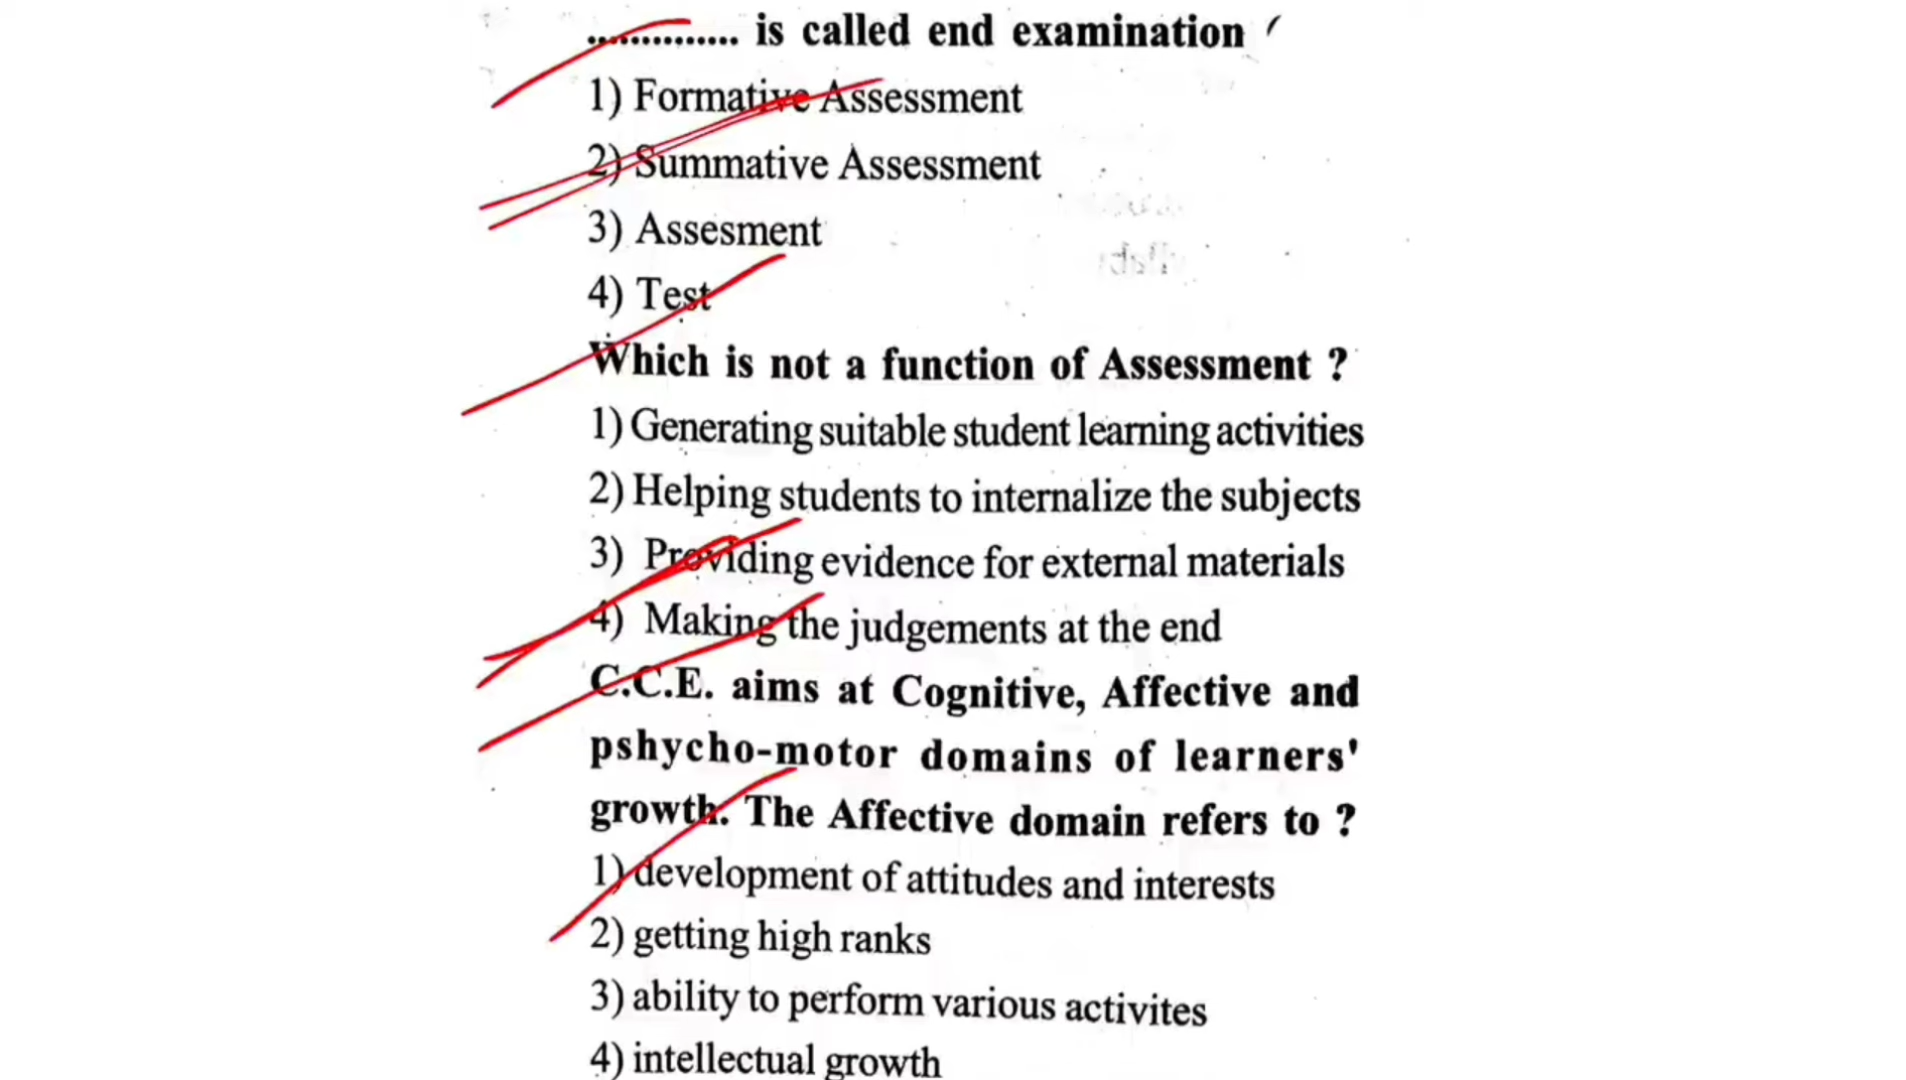 .............. is called end examination
1) Formative Assessment
2) Summative Assessment
3) Assesment
4) Test
Which is not a function of Assessment ?
1) Generating suitable student learning activities
2) Helping students to internalize the subjects
3) Providing evidence for external materials
4) Making the judgements at the end
C.C.E. aims at Cognitive, Affective and
pshycho-motor domains of learners'
growth. The Affective domain refers to ?
1) development of attitudes and interests
2) getting high ranks
3) ability to perform various activites
4) intellectual growth